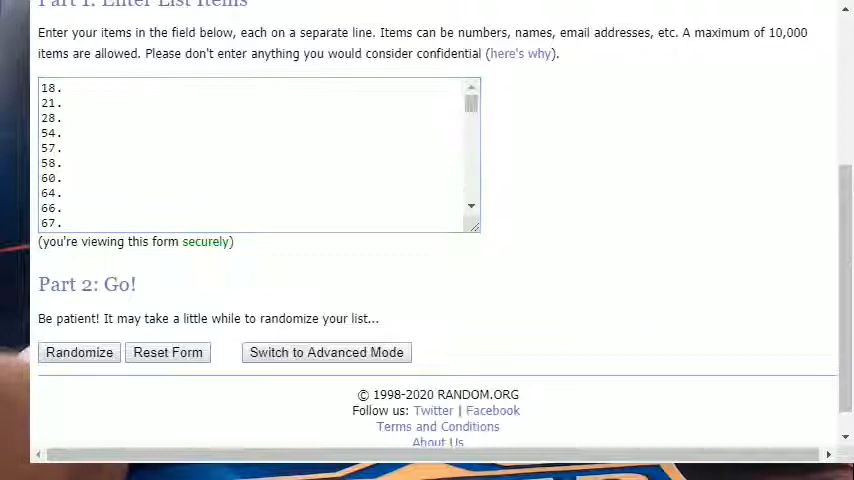 Part 1: Enter List Items
Enter your items in the field below, each on a separate line. Items can be numbers, names, email addresses, etc. A maximum of 10,000
items are allowed. Please don't enter anything you would consider confidential (here's why).
18.
21.
28.
54.
57.
58.
60.
64.
66.
67.
(you're viewing this form securely)
Part 2: Go!
Be patient! It may take a little while to randomize your list...
Randomize Reset Form Switch to Advanced Mode
© 1998-2020 RANDOM.ORG
Follow us: Twitter | Facebook
Terms and Conditions
About Us